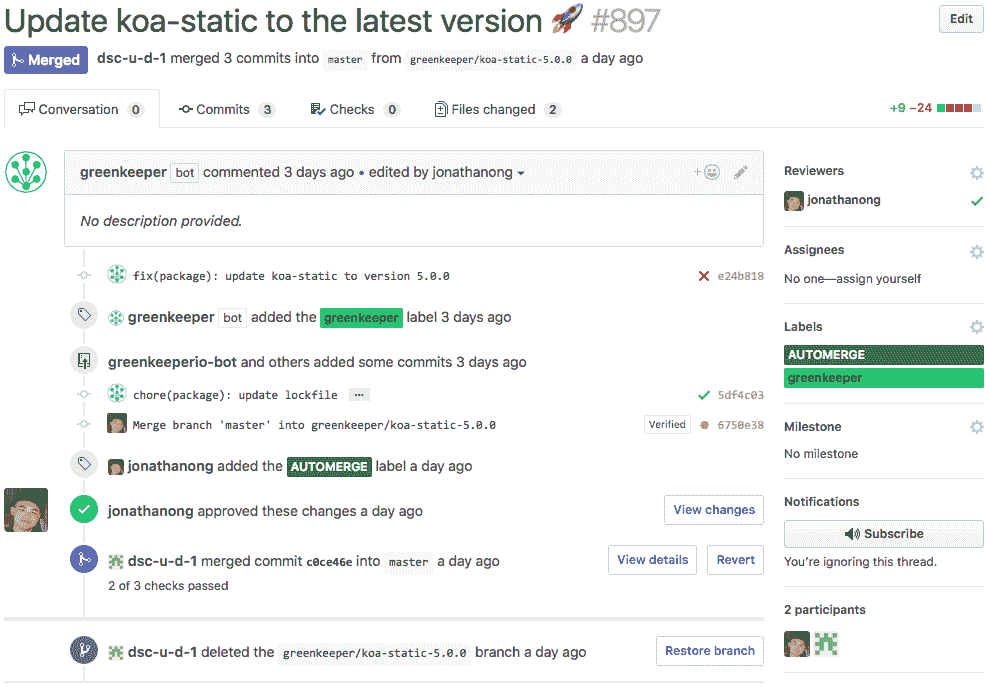 Update koa-static to the latest version 🚀 #897
Edit
Merged dsc-u-d-1 merged 3 commits into master from greenkeeper/koa-static-5.0.0 a day ago
Conversation 0 Commits 3 Checks 0 Files changed 2 +9 −24
greenkeeper bot commented 3 days ago • edited by jonathanong
No description provided.
fix(package): update koa-static to version 5.0.0 e24b818
greenkeeper bot added the greenkeeper label 3 days ago
greenkeeperio-bot and others added some commits 3 days ago
chore(package): update lockfile … 5df4c03
Merge branch 'master' into greenkeeper/koa-static-5.0.0 Verified 6750e38
jonathanong added the AUTOMERGE label a day ago
jonathanong approved these changes a day ago View changes
dsc-u-d-1 merged commit c0ce46e into master a day ago View details Revert
2 of 3 checks passed
dsc-u-d-1 deleted the greenkeeper/koa-static-5.0.0 branch a day ago Restore branch
Reviewers
jonathanong
Assignees
No one—assign yourself
Labels
AUTOMERGE
greenkeeper
Milestone
No milestone
Notifications
Subscribe
You're ignoring this thread.
2 participants